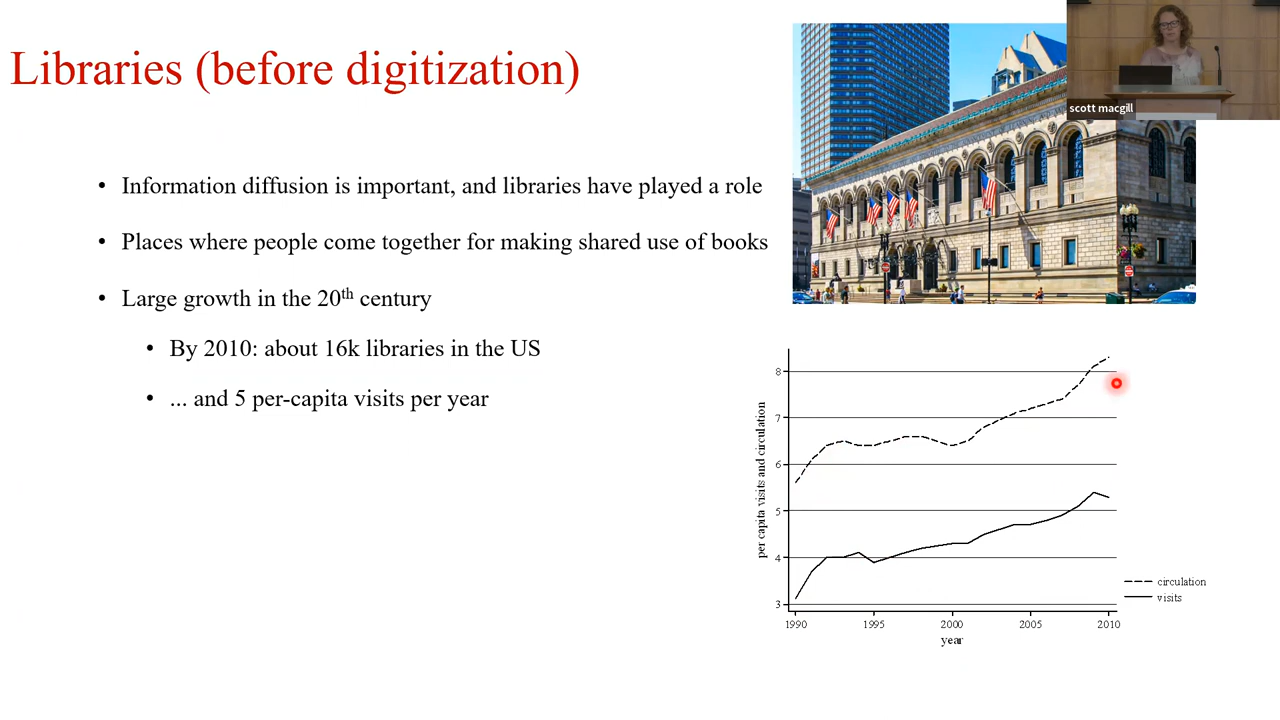 Libraries (before digitization)
scott macgill
• Information diffusion is important, and libraries have played a role
• Places where people come together for making shared use of books
• Large growth in the 20th century
• By 2010: about 16k libraries in the US
• ... and 5 per-capita visits per year
per capita visits and circulation
8
7
6
5
4
3
1990 1995 2000 2005 2010
year
circulation
visits